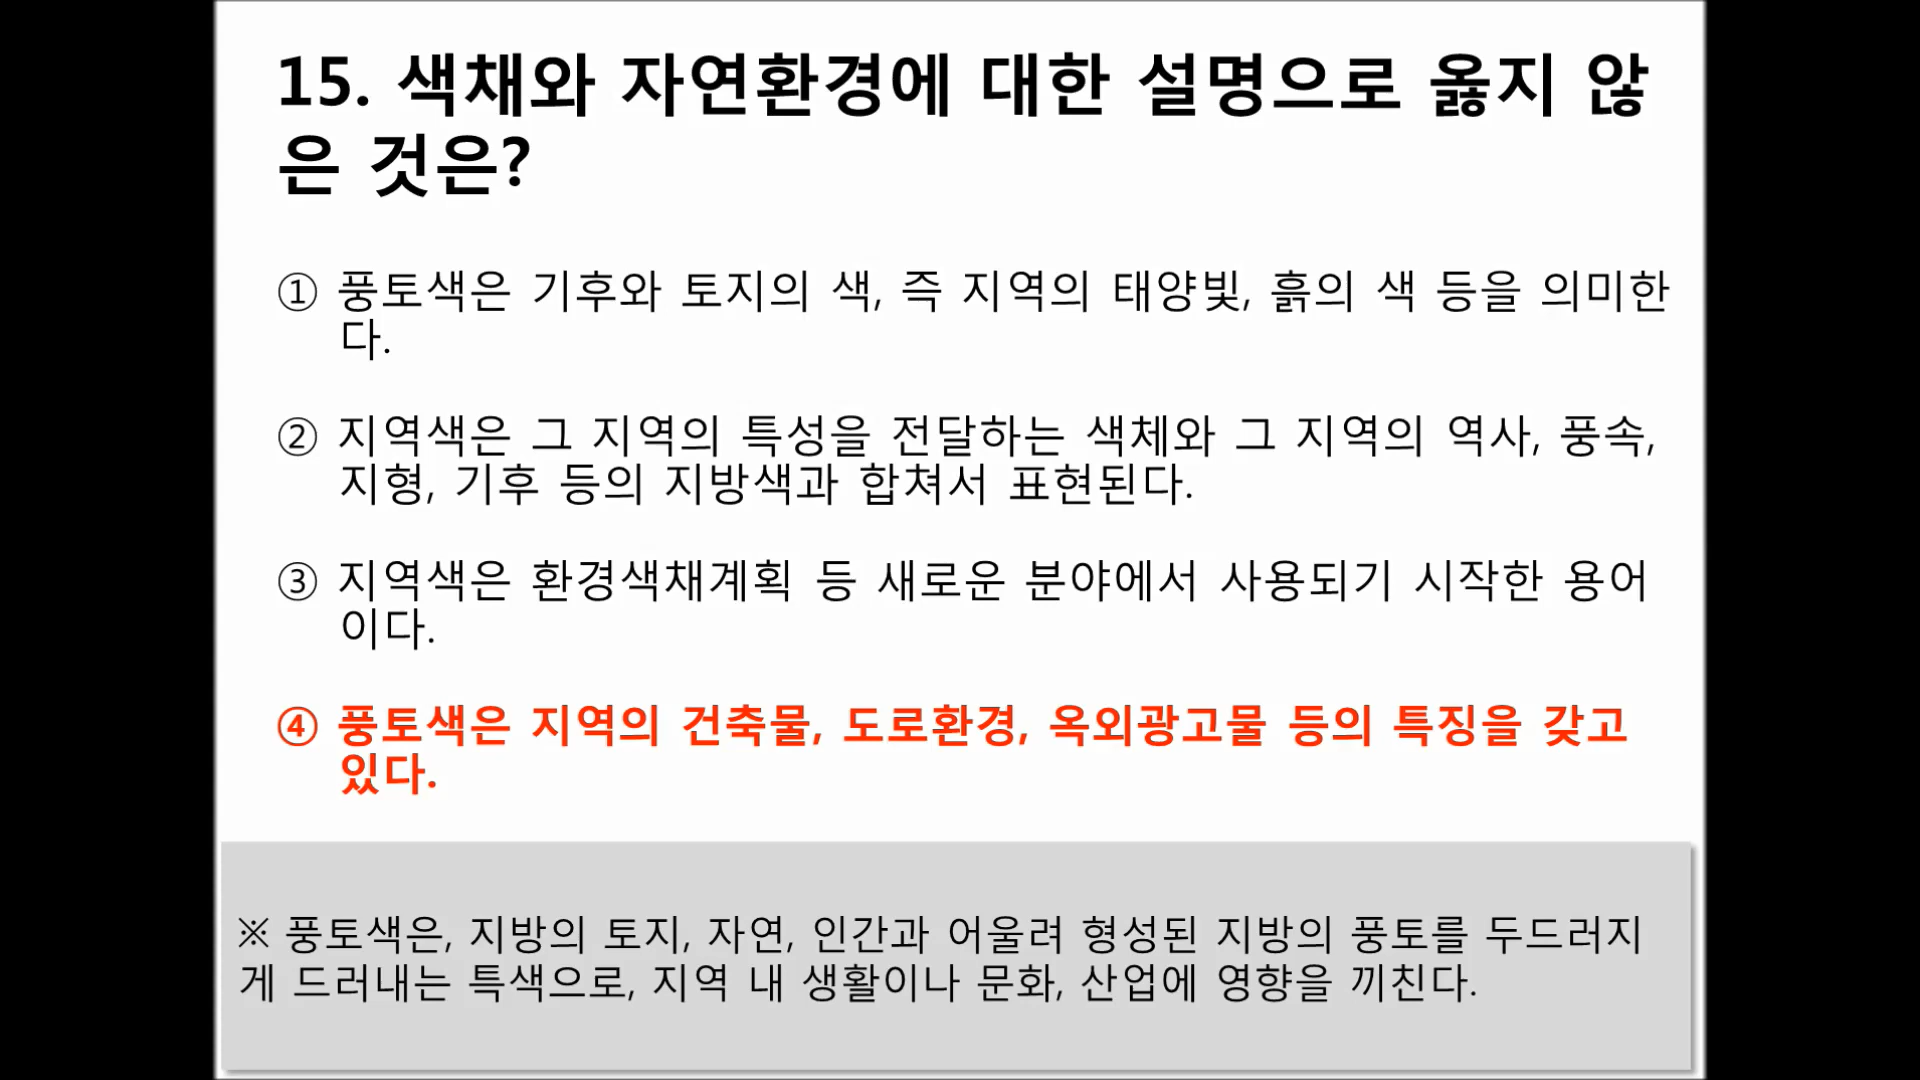 15. 색채와 자연환경에 대한 설명으로 옳지 않
은 것은?
① 풍토색은 기후와 토지의 색, 즉 지역의 태양빛, 흙의 색 등을 의미한
다.
② 지역색은 그 지역의 특성을 전달하는 색체와 그 지역의 역사, 풍속,
지형, 기후 등의 지방색과 합쳐서 표현된다.
③ 지역색은 환경색채계획 등 새로운 분야에서 사용되기 시작한 용어
이다.
④ 풍토색은 지역의 건축물, 도로환경, 옥외광고물 등의 특징을 갖고
있다.
※ 풍토색은, 지방의 토지, 자연, 인간과 어울려 형성된 지방의 풍토를 두드러지
게 드러내는 특색으로, 지역 내 생활이나 문화, 산업에 영향을 끼친다.